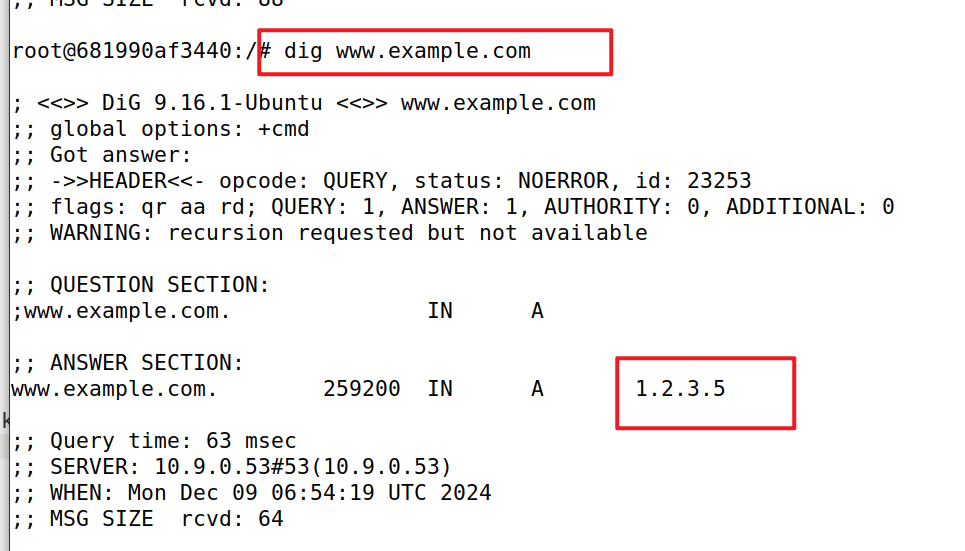 ;; MSG SIZE  rcvd: 88
root@681990af3440:/# dig www.example.com
; <<>> DiG 9.16.1-Ubuntu <<>> www.example.com
;; global options: +cmd
;; Got answer:
;; ->>HEADER<<- opcode: QUERY, status: NOERROR, id: 23253
;; flags: qr aa rd; QUERY: 1, ANSWER: 1, AUTHORITY: 0, ADDITIONAL: 0
;; WARNING: recursion requested but not available
;; QUESTION SECTION:
;www.example.com.               IN      A
;; ANSWER SECTION:
www.example.com.        259200  IN      A       1.2.3.5
k
;; Query time: 63 msec
;; SERVER: 10.9.0.53#53(10.9.0.53)
;; WHEN: Mon Dec 09 06:54:19 UTC 2024
;; MSG SIZE  rcvd: 64